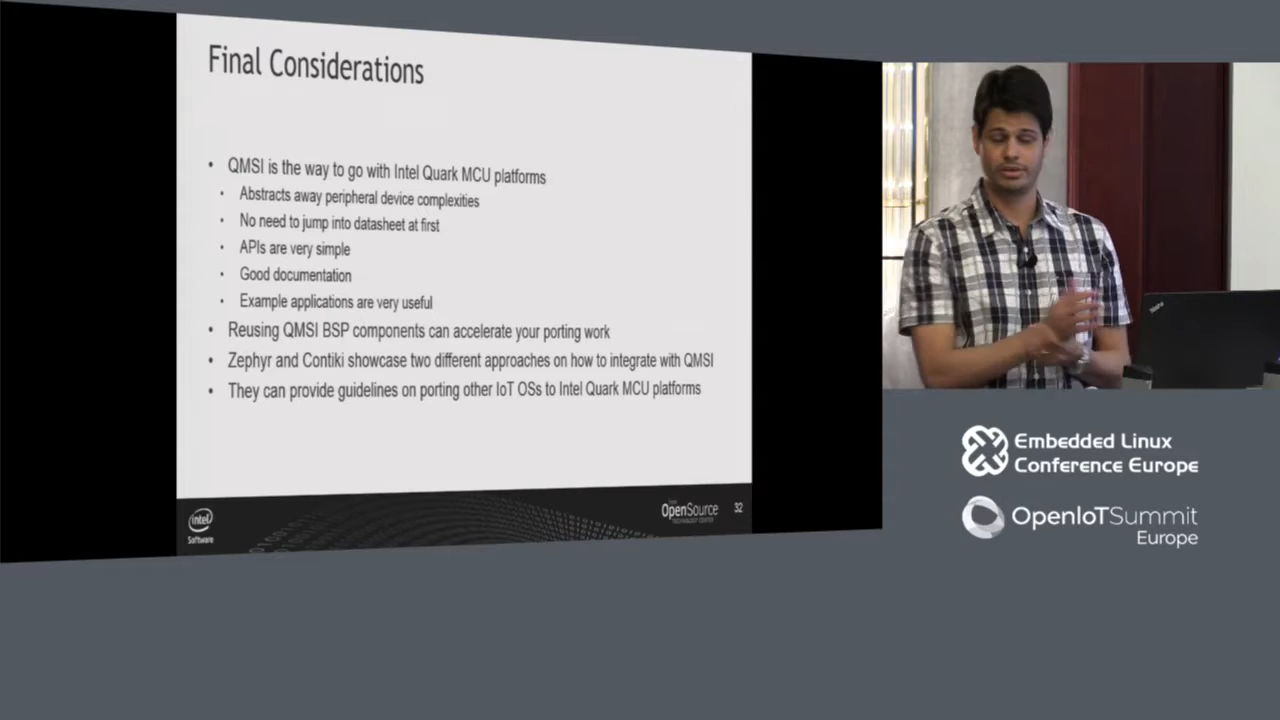 Final Considerations
• QMSI is the way to go with Intel Quark MCU platforms
• Abstracts away peripheral device complexities
• No need to jump into datasheet at first
• APIs are very simple
• Good documentation
• Example applications are very useful
• Reusing QMSI BSP components can accelerate your porting work
• Zephyr and Contiki showcase two different approaches on how to integrate with QMSI
• They can provide guidelines on porting other IoT OSs to Intel Quark MCU platforms
intel
Software
OpenSource
TECHNOLOGY CENTER
32
ThinkPad
Embedded Linux
Conference Europe
OpenIoTSummit
Europe